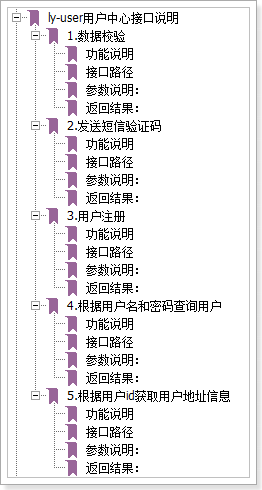 ly-user用户中心接口说明
1.数据校验
功能说明
接口路径
参数说明：
返回结果：
2.发送短信验证码
功能说明
接口路径
参数说明：
返回结果：
3.用户注册
功能说明
接口路径
参数说明：
返回结果：
4.根据用户名和密码查询用户
功能说明
接口路径
参数说明：
返回结果：
5.根据用户id获取用户地址信息
功能说明
接口路径
参数说明：
返回结果：